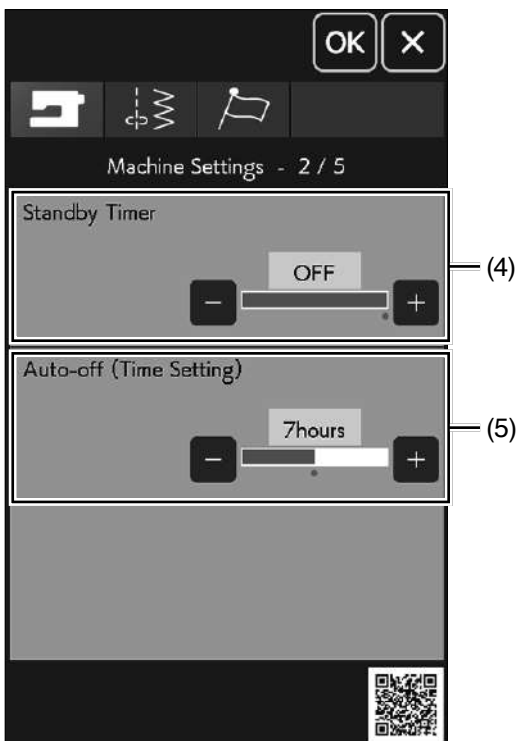 OK ×
Machine Settings - 2 / 5
Standby Timer
OFF
− +
(4)
Auto-off (Time Setting)
7hours
− +
(5)